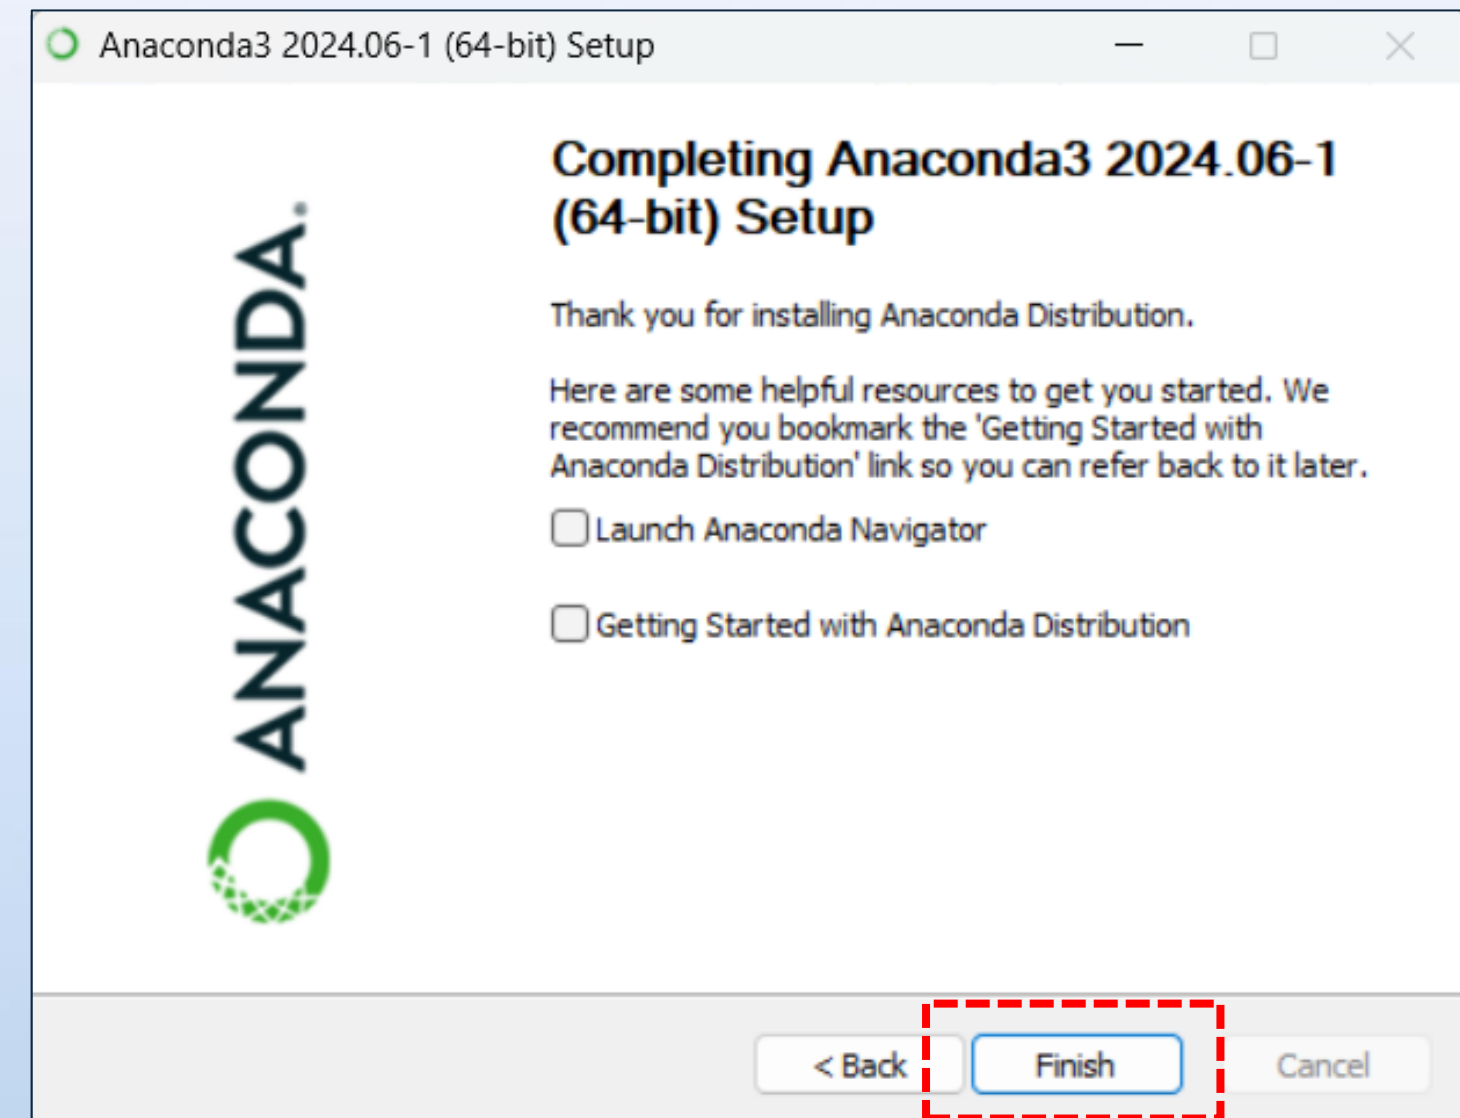 Anaconda3 2024.06-1 (64-bit) Setup
ANACONDA.
Completing Anaconda3 2024.06-1
(64-bit) Setup
Thank you for installing Anaconda Distribution.
Here are some helpful resources to get you started. We
recommend you bookmark the 'Getting Started with
Anaconda Distribution' link so you can refer back to it later.
Launch Anaconda Navigator
Getting Started with Anaconda Distribution
< Back
Finish
Cancel